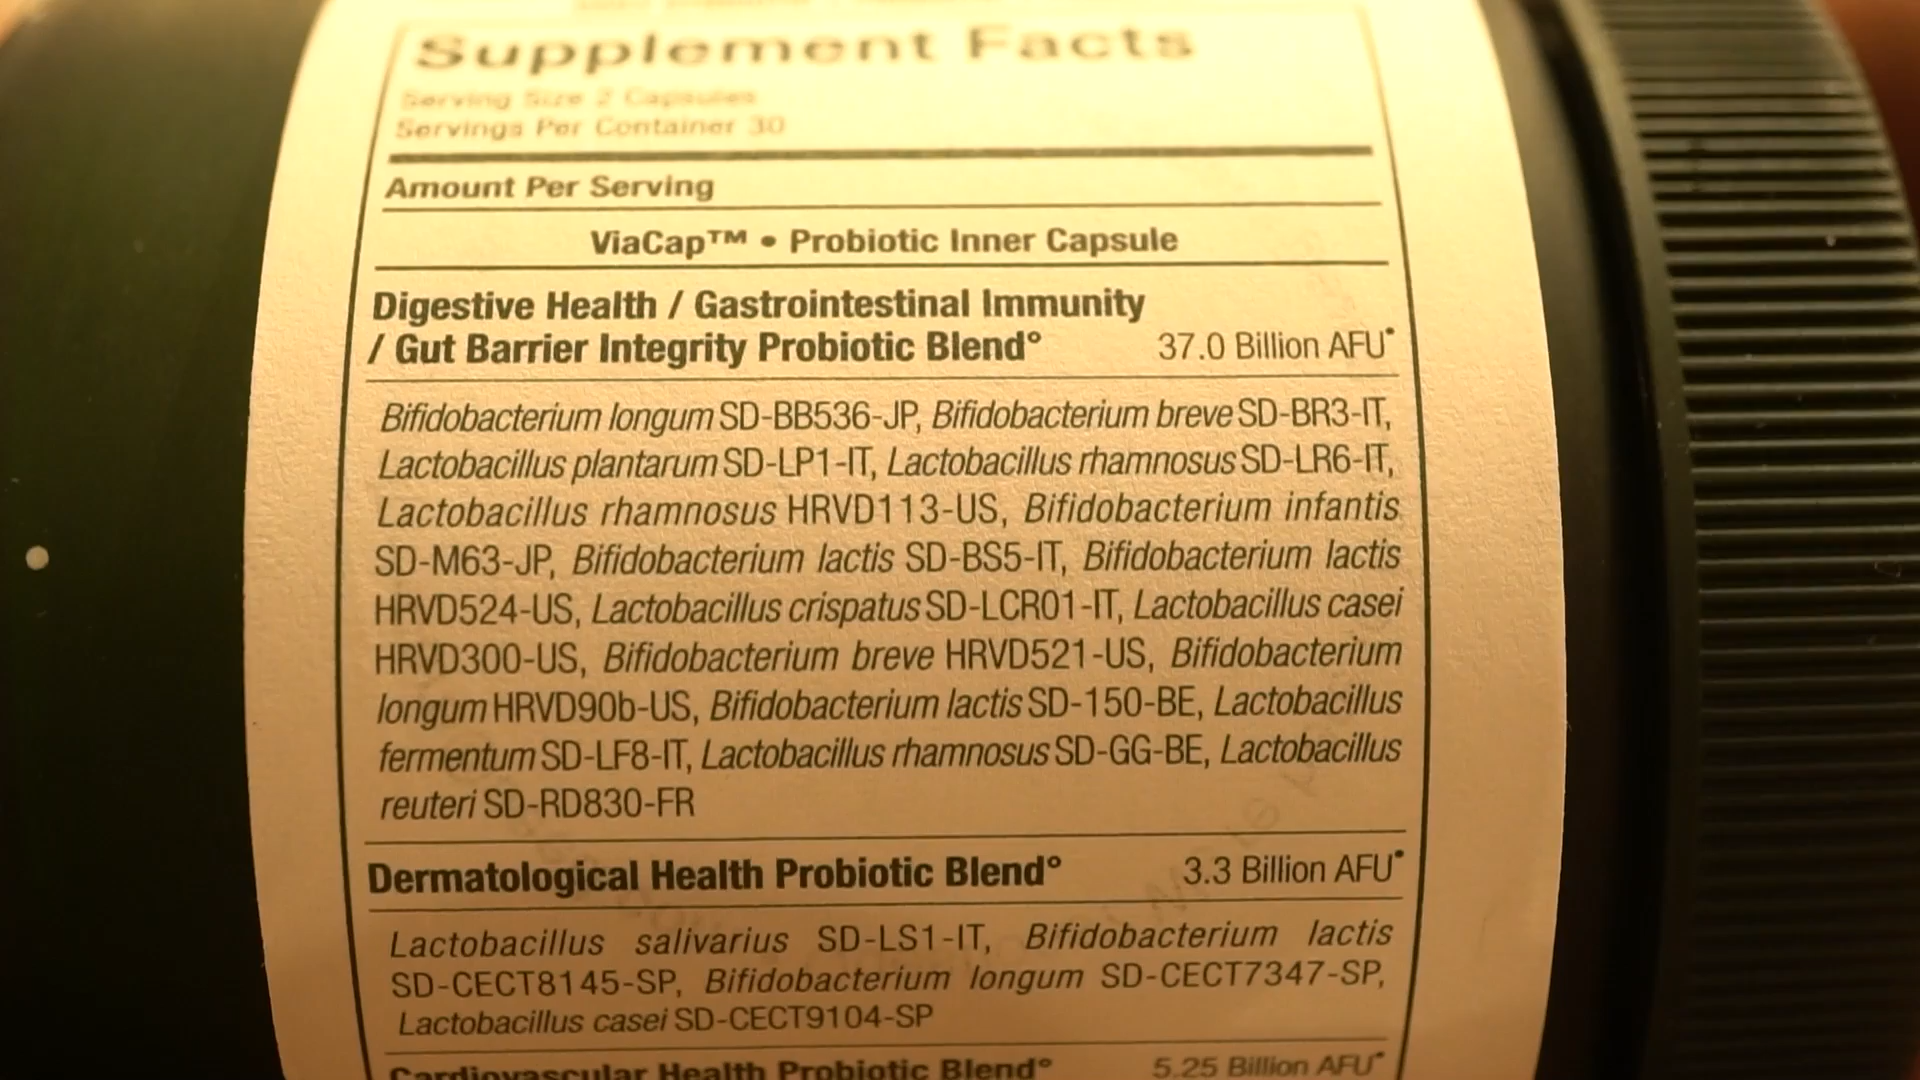 Supplement Facts
Serving Size 2 Capsules
Servings Per Container 30
Amount Per Serving
ViaCap™ • Probiotic Inner Capsule
Digestive Health / Gastrointestinal Immunity
/ Gut Barrier Integrity Probiotic Blend° 37.0 Billion AFU*
Bifidobacterium longum SD-BB536-JP, Bifidobacterium breve SD-BR3-IT,
Lactobacillus plantarum SD-LP1-IT, Lactobacillus rhamnosus SD-LR6-IT,
Lactobacillus rhamnosus HRVD113-US, Bifidobacterium infantis
SD-M63-JP, Bifidobacterium lactis SD-BS5-IT, Bifidobacterium lactis
HRVD524-US, Lactobacillus crispatus SD-LCR01-IT, Lactobacillus casei
HRVD300-US, Bifidobacterium breve HRVD521-US, Bifidobacterium
longum HRVD90b-US, Bifidobacterium lactis SD-150-BE, Lactobacillus
fermentum SD-LF8-IT, Lactobacillus rhamnosus SD-GG-BE, Lactobacillus
reuteri SD-RD830-FR
Dermatological Health Probiotic Blend° 3.3 Billion AFU*
Lactobacillus salivarius SD-LS1-IT, Bifidobacterium lactis
SD-CECT8145-SP, Bifidobacterium longum SD-CECT7347-SP,
Lactobacillus casei SD-CECT9104-SP
Cardiovascular Health Probiotic Blend° 5.25 Billion AFU*